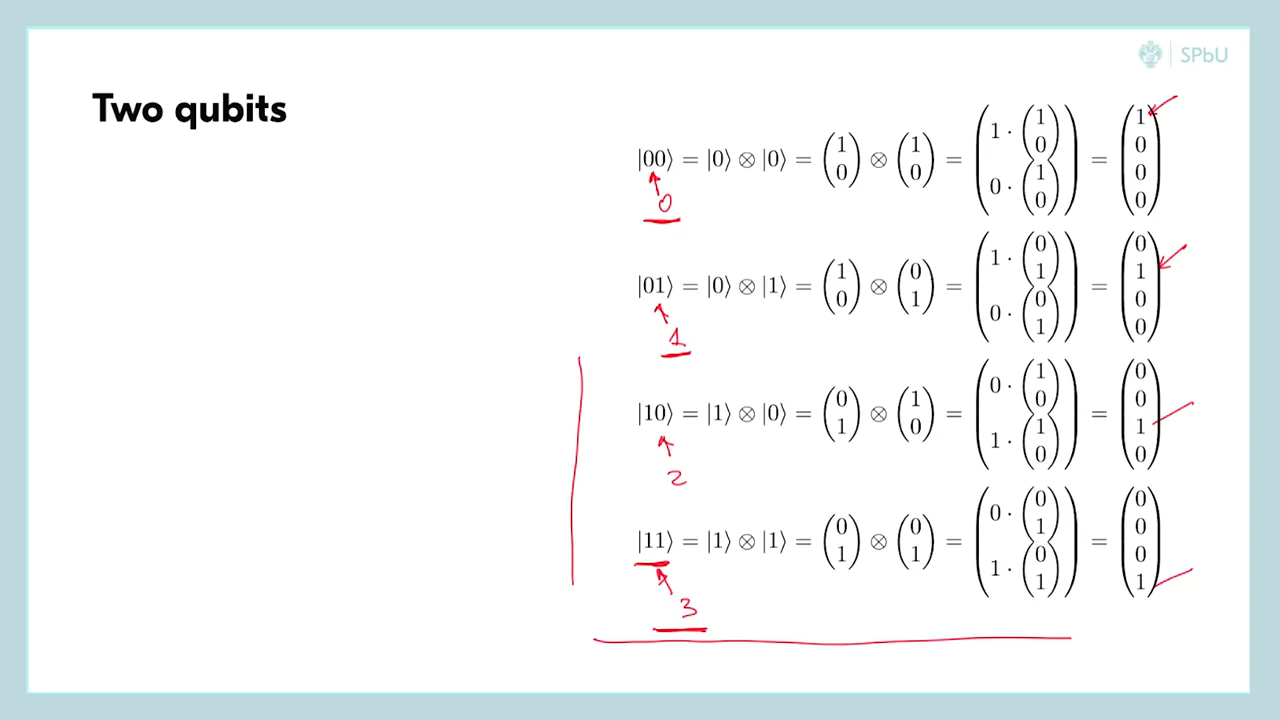 SPbU
Two qubits
|00⟩ = |0⟩ ⊗ |0⟩ = (1 0) ⊗ (1 0) = (1 · (1 0) 0 · (1 0)) = (1 0 0 0)
0
|01⟩ = |0⟩ ⊗ |1⟩ = (1 0) ⊗ (0 1) = (1 · (0 1) 0 · (0 1)) = (0 1 0 0)
1
|10⟩ = |1⟩ ⊗ |0⟩ = (0 1) ⊗ (1 0) = (0 · (1 0) 1 · (1 0)) = (0 0 1 0)
2
|11⟩ = |1⟩ ⊗ |1⟩ = (0 1) ⊗ (0 1) = (0 · (0 1) 1 · (0 1)) = (0 0 0 1)
3